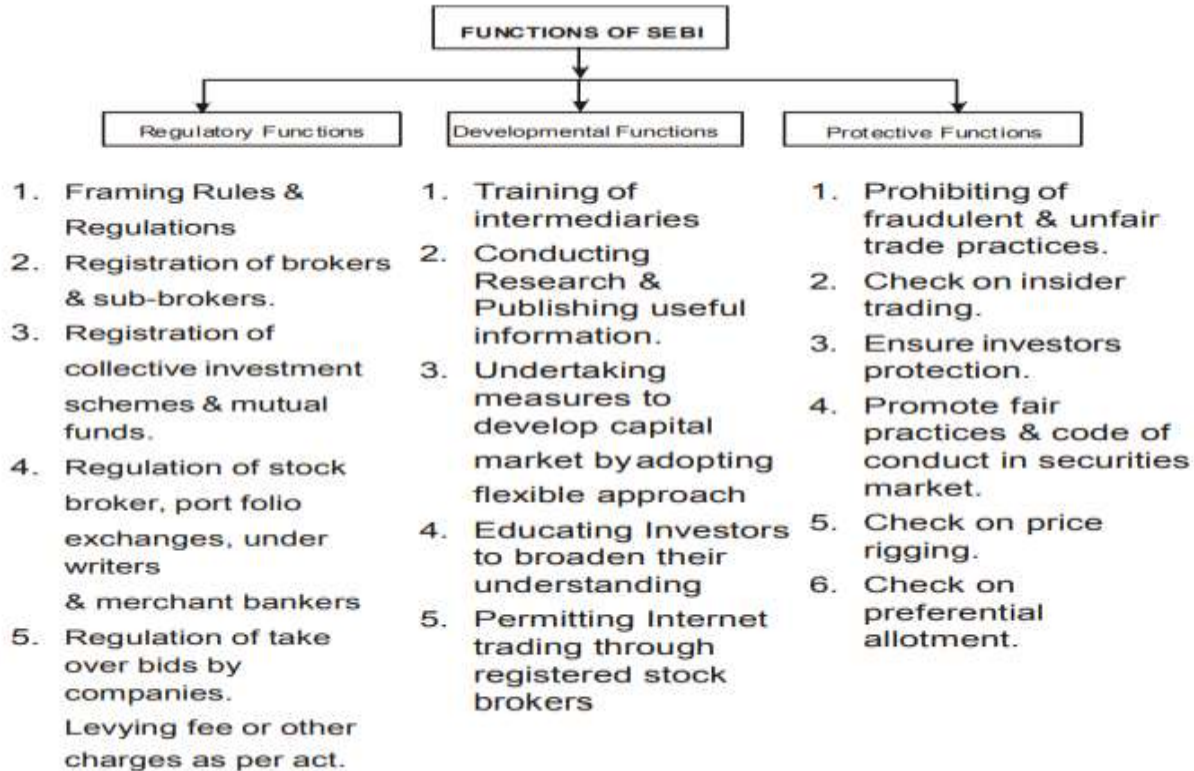 FUNCTIONS OF SEBI
Regulatory Functions
Developmental Functions
Protective Functions
1. Framing Rules &
Regulations
2. Registration of brokers
& sub-brokers.
3. Registration of
collective investment
schemes & mutual
funds.
4. Regulation of stock
broker, port folio
exchanges, under
writers
& merchant bankers
5. Regulation of take
over bids by
companies.
Levying fee or other
charges as per act.
1. Training of
intermediaries
2. Conducting
Research &
Publishing useful
information.
3. Undertaking
measures to
develop capital
market by adopting
flexible approach
4. Educating Investors
to broaden their
understanding
5. Permitting Internet
trading through
registered stock
brokers
1. Prohibiting of
fraudulent & unfair
trade practices.
2. Check on insider
trading.
3. Ensure investors
protection.
4. Promote fair
practices & code of
conduct in securities
market.
5. Check on price
rigging.
6. Check on
preferential
allotment.